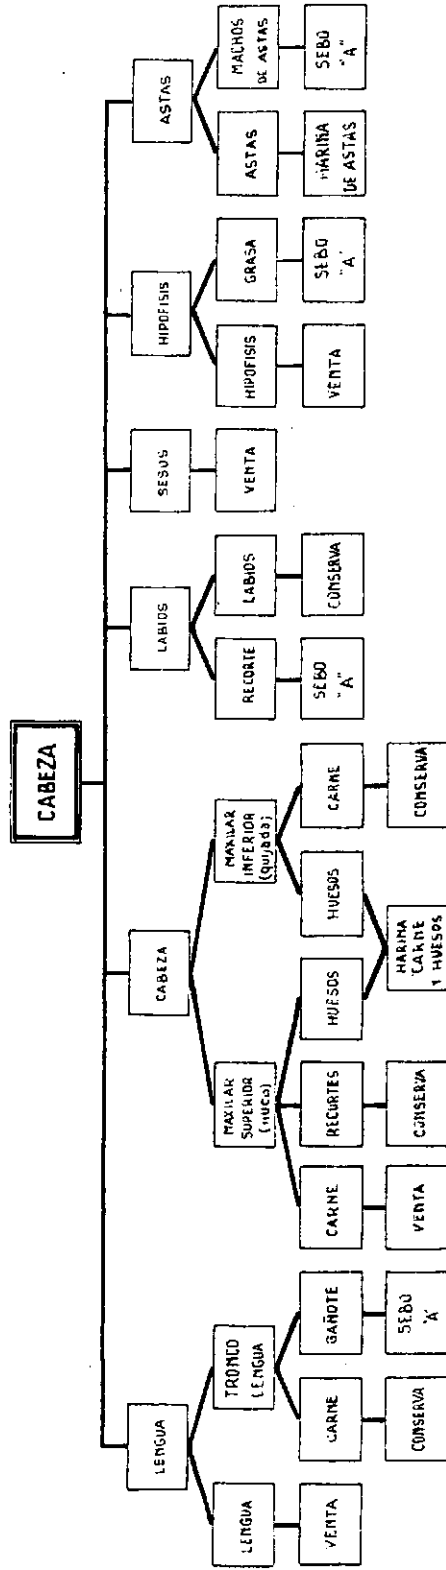 CABEZA
LENGUA
CABEZA
LABIOS
SESOS
HIPOFISIS
ASTAS
LENGUA
TRONCO
LENGUA
MAXILAR
SUPERIOR
(nuca)
MAXILAR
INFERIOR
(quijada)
RECORTE
LABIOS
VENTA
HIPOFISIS
GRASA
ASTAS
MACHOS
DE ASTAS
VENTA
CARNE
GAÑOTE
CARNE
RECORTES
HUESOS
HUESOS
CARNE
SEBO
"A"
CONSERVA
VENTA
SEBO
"A"
HARINA
DE ASTAS
SEBO
"A"
CONSERVA
SEBO
"A"
VENTA
CONSERVA
HARINA
CARNE
Y HUESOS
CONSERVA